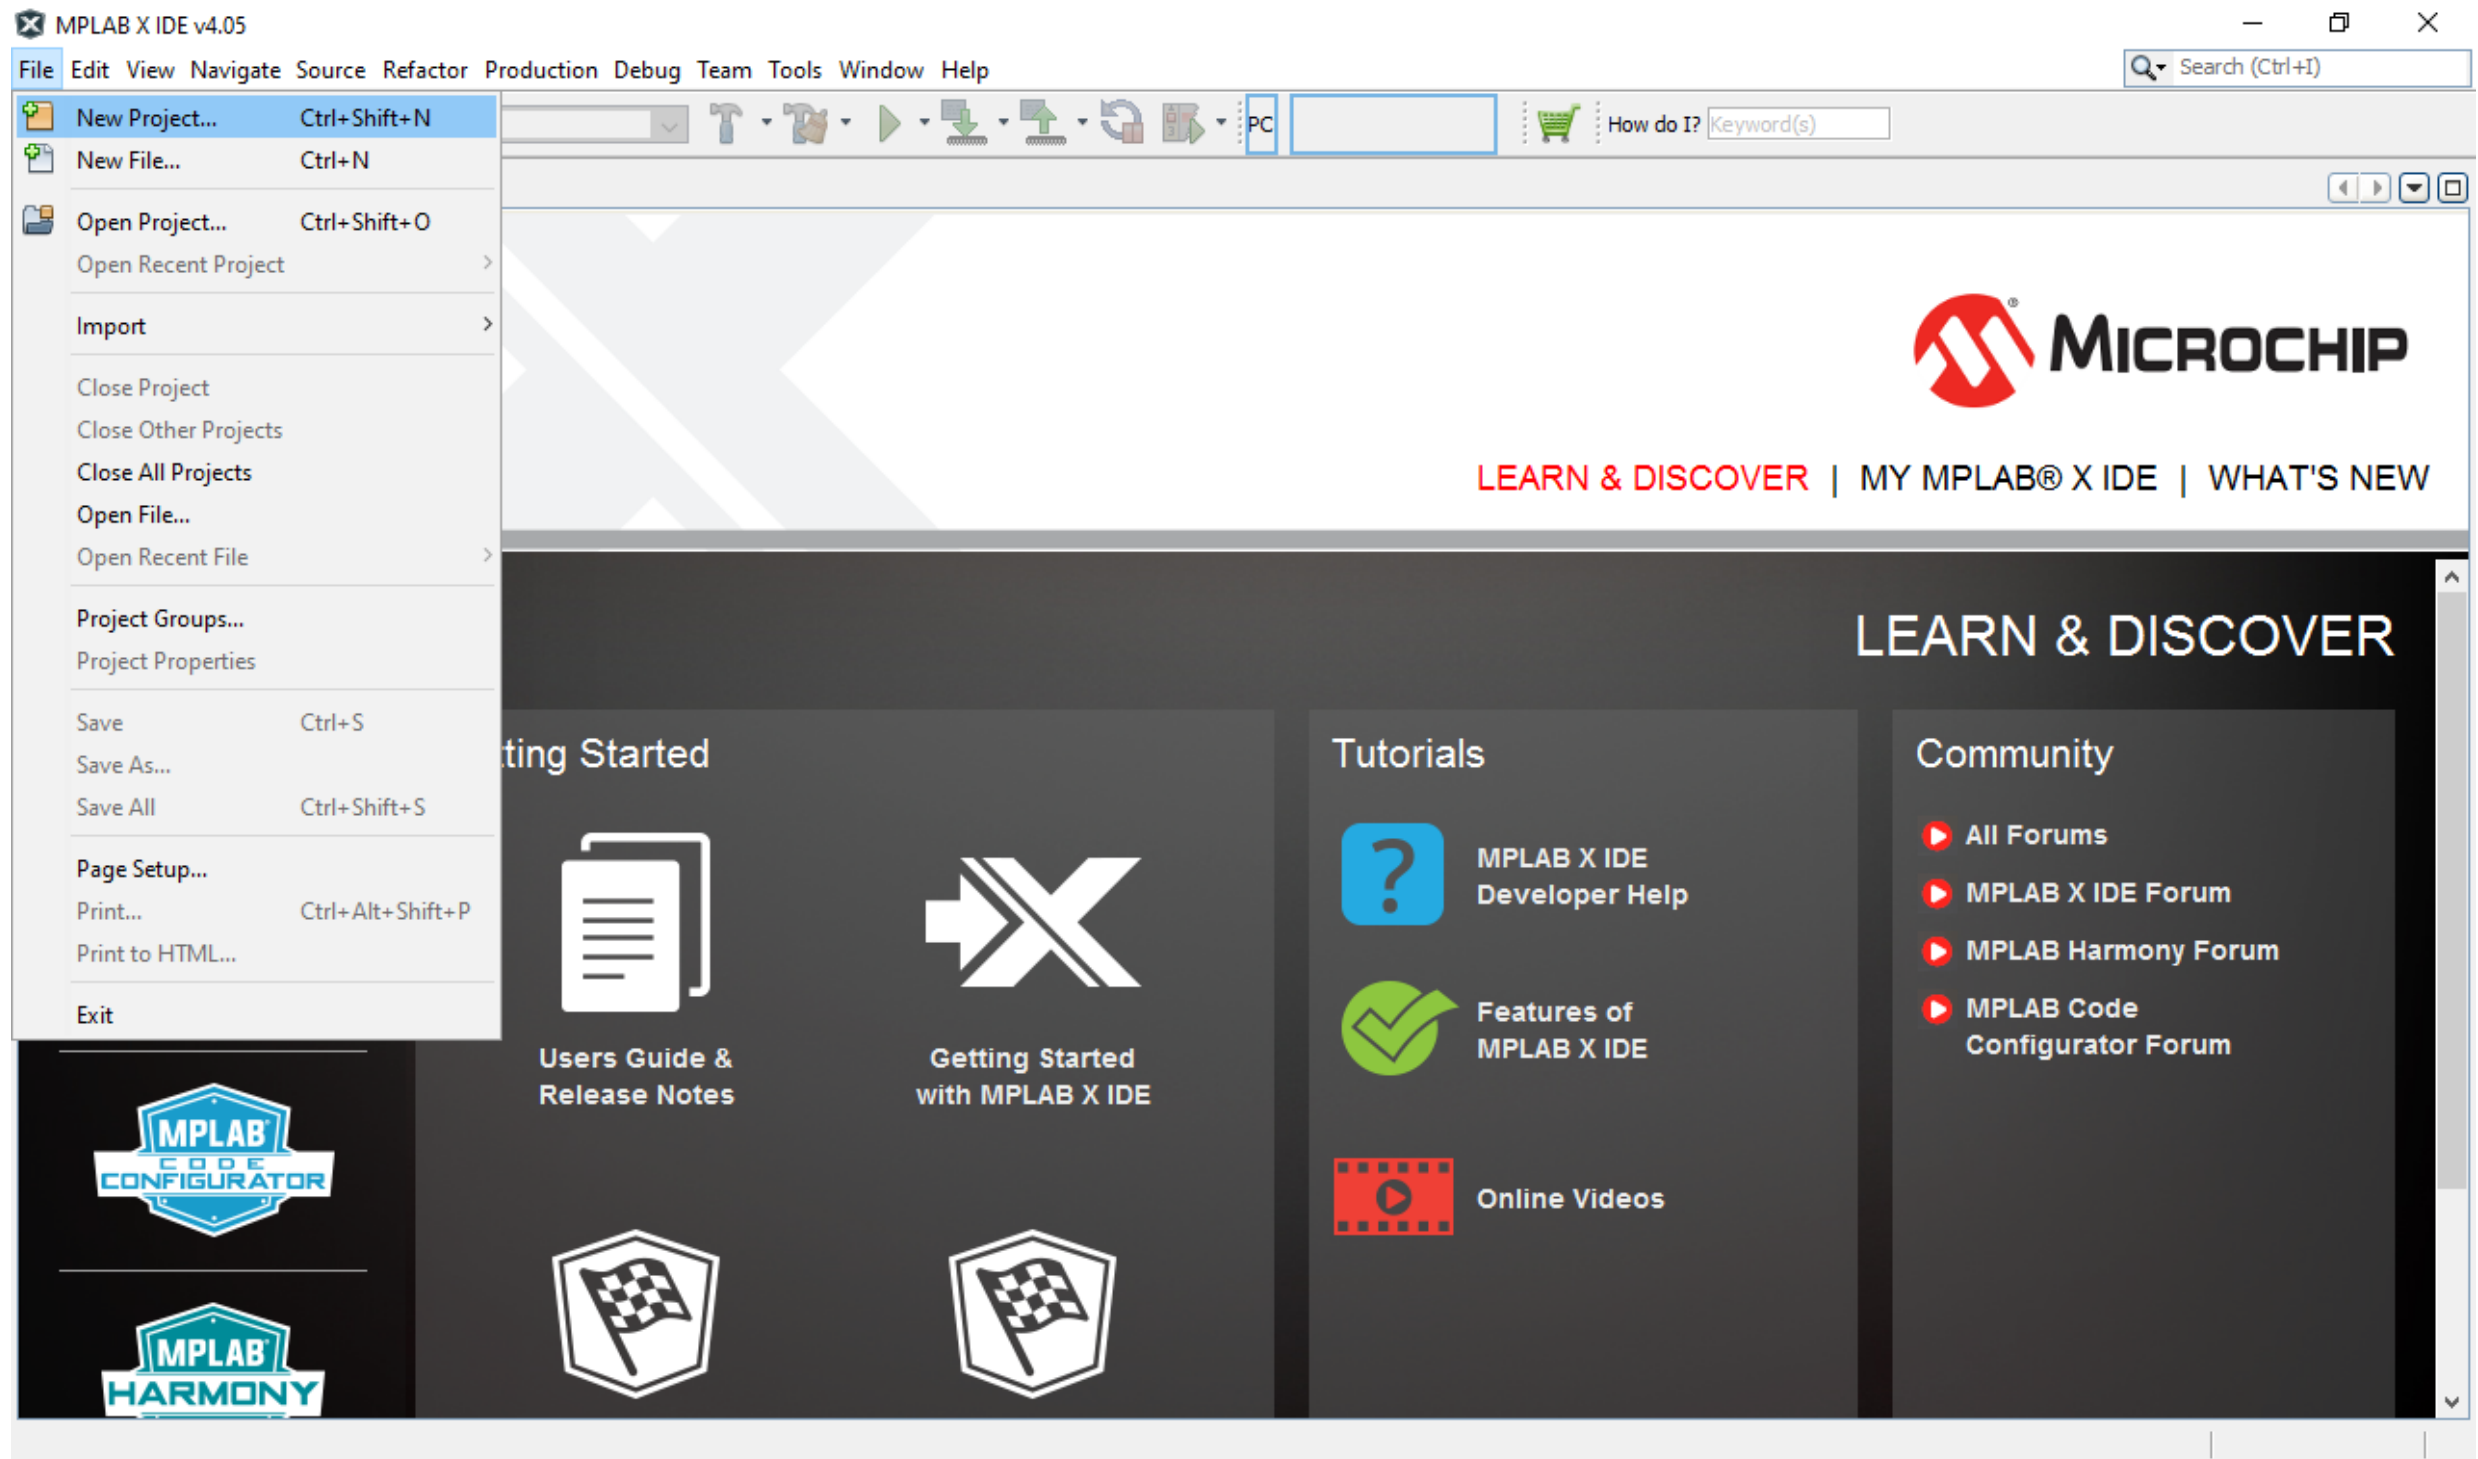 MPLAB X IDE v4.05
File Edit View Navigate Source Refactor Production Debug Team Tools Window Help
Search (Ctrl+I)
New Project... Ctrl+Shift+N
New File... Ctrl+N
Open Project... Ctrl+Shift+O
Open Recent Project
Import
Close Project
Close Other Projects
Close All Projects
Open File...
Open Recent File
Project Groups...
Project Properties
Save Ctrl+S
Save As...
Save All Ctrl+Shift+S
Page Setup...
Print... Ctrl+Alt+Shift+P
Print to HTML...
Exit
PC
How do I? Keyword(s)
MICROCHIP
LEARN & DISCOVER | MY MPLAB® X IDE | WHAT'S NEW
LEARN & DISCOVER
ting Started
Users Guide &
Release Notes
Getting Started
with MPLAB X IDE
Tutorials
MPLAB X IDE
Developer Help
Features of
MPLAB X IDE
Online Videos
Community
All Forums
MPLAB X IDE Forum
MPLAB Harmony Forum
MPLAB Code
Configurator Forum
MPLAB®
CODE
CONFIGURATOR
MPLAB®
HARMONY